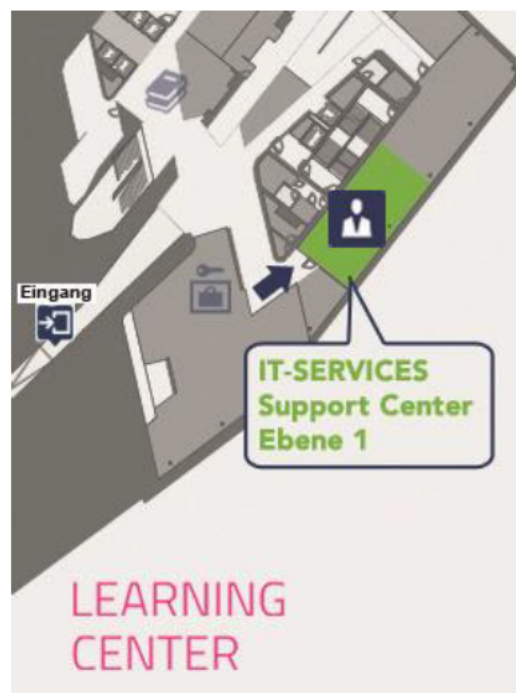 Eingang
IT-SERVICES
Support Center
Ebene 1
LEARNING
CENTER